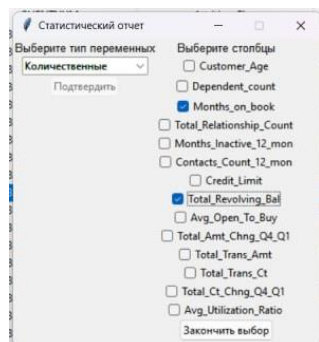 Статистический отчет
Выберите тип переменных
Количественные
Подтвердить
Выберите столбцы
Customer_Age
Dependent_count
Months_on_book
Total_Relationship_Count
Months_Inactive_12_mon
Contacts_Count_12_mon
Credit_Limit
Total_Revolving_Bal
Avg_Open_To_Buy
Total_Amt_Chng_Q4_Q1
Total_Trans_Amt
Total_Trans_Ct
Total_Ct_Chng_Q4_Q1
Avg_Utilization_Ratio
Закончить выбор